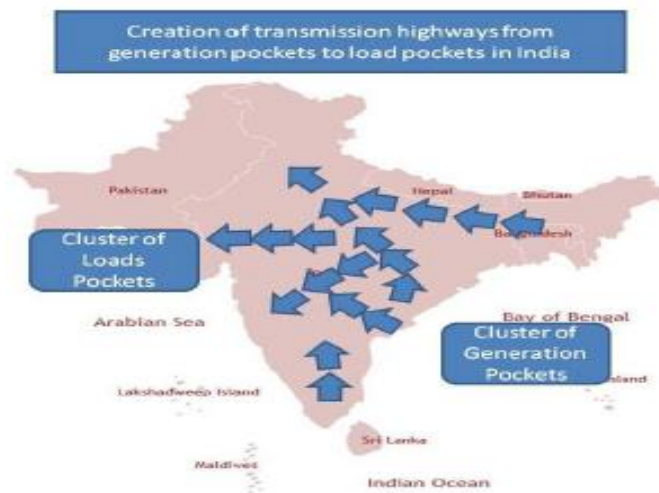 Creation of transmission highways from
generation pockets to load pockets in India
Pakistan
Nepal
Bhutan
Bangladesh
Cluster of
Loads
Pockets
Arabian Sea
Bay of Bengal
Cluster of
Generation
Pockets
Lakshadweep Island
Sri Lanka
Maldives
Indian Ocean